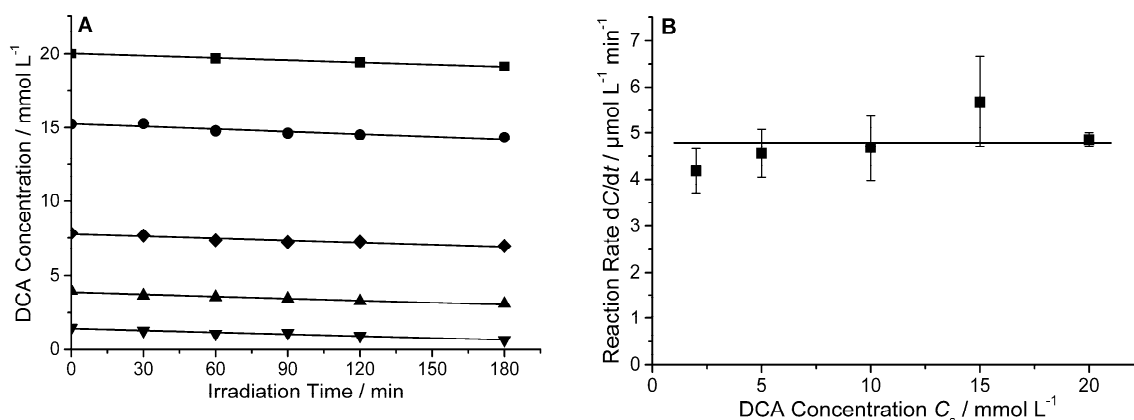 A
20
15
10
5
0
0 30 60 90 120 150 180
DCA Concentration / mmol L⁻¹
Irradiation Time / min
B
7
6
5
4
3
2
1
0
0 5 10 15 20
Reaction Rate dC/dt / µmol L⁻¹ min⁻¹
DCA Concentration C₀ / mmol L⁻¹